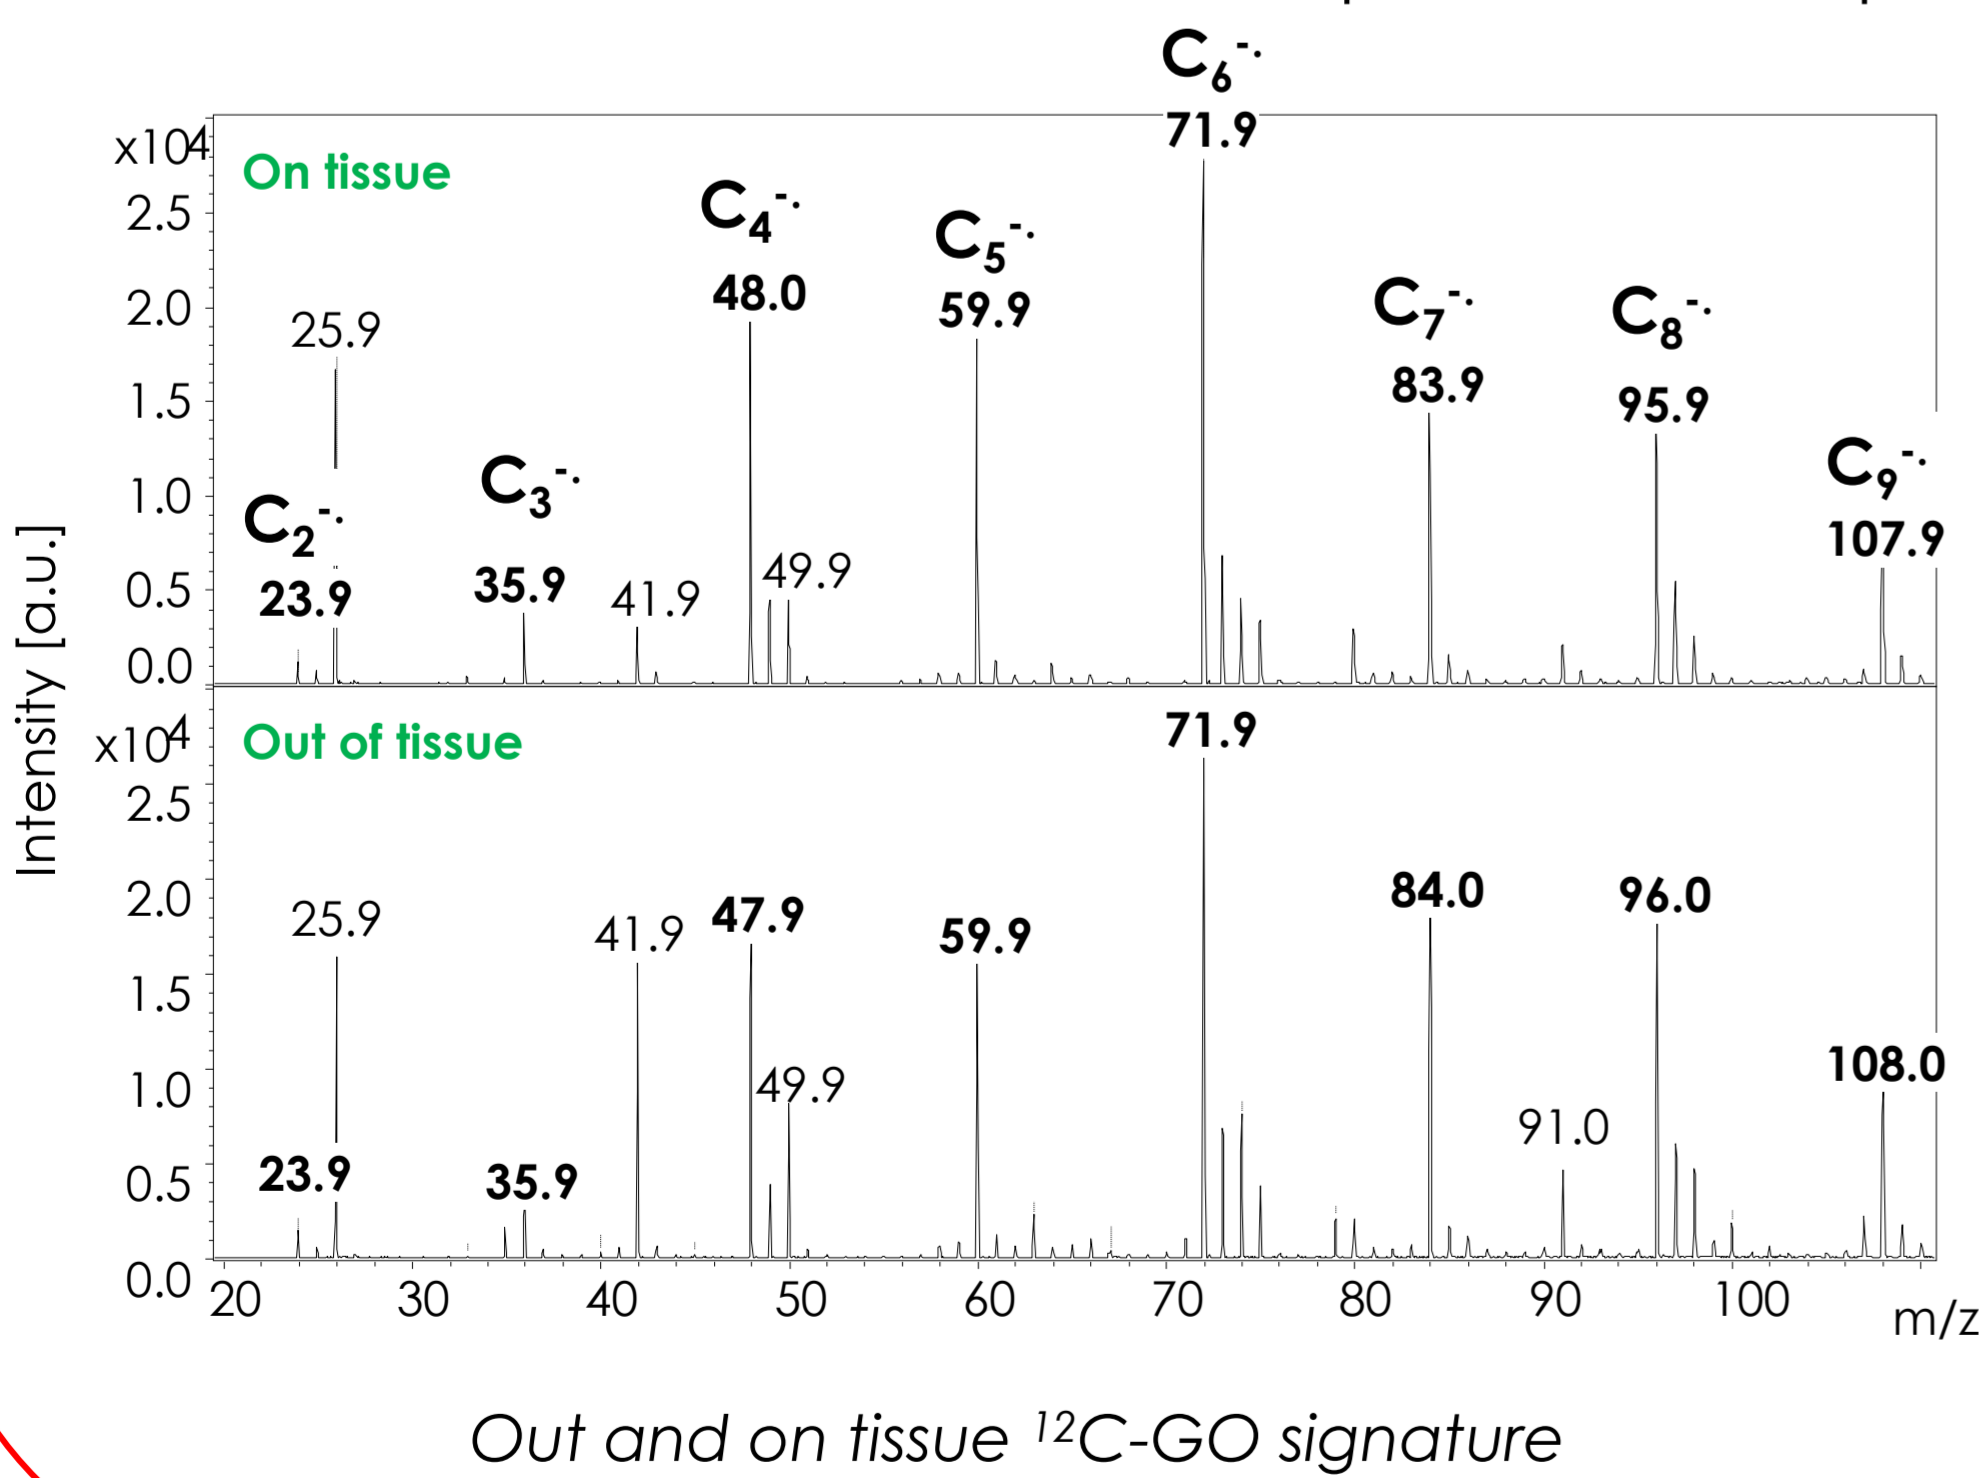 C6-·
71.9
x104
On tissue
2.5
C4-·
C5-·
48.0
59.9
2.0
25.9
C7-·
C8-·
83.9
95.9
1.5
C9-·
107.9
1.0
C3-·
C2-·
35.9
49.9
41.9
0.5
23.9
0.0
Intensity [a.u.]
x104
Out of tissue
71.9
2.5
2.0
25.9
41.9
47.9
59.9
84.0
96.0
1.5
1.0
49.9
91.0
108.0
0.5
23.9
35.9
0.0
20 30 40 50 60 70 80 90 100 m/z
Out and on tissue 12C-GO signature